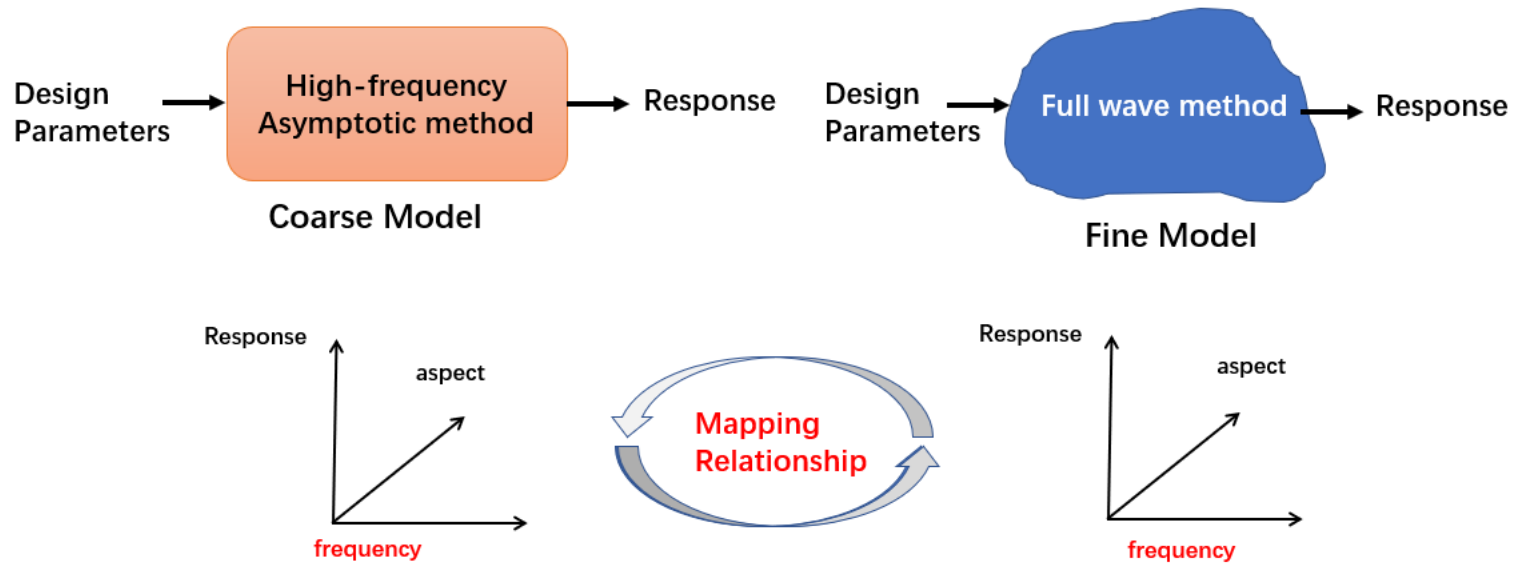 Design
Parameters
High-frequency
Asymptotic method
Response
Coarse Model
Design
Parameters
Full wave method
Response
Fine Model
Response
aspect
frequency
Mapping
Relationship
Response
aspect
frequency